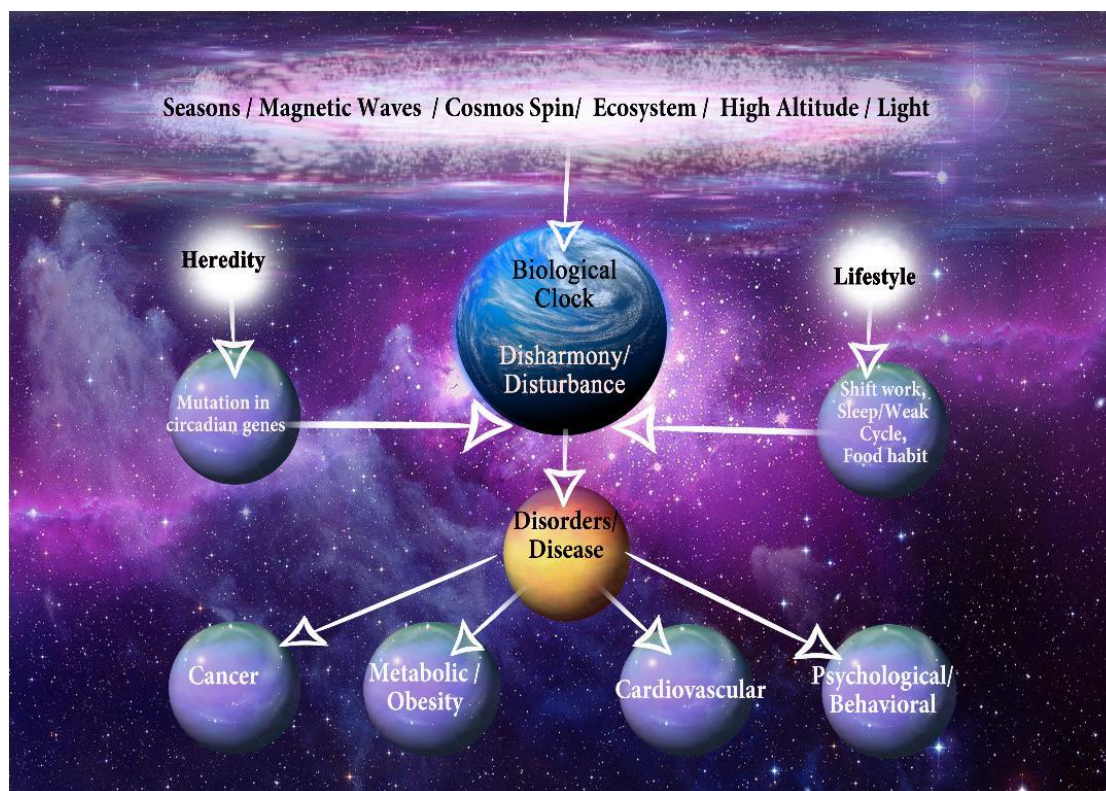 Seasons / Magnetic Waves / Cosmos Spin/ Ecosystem / High Altitude / Light
Heredity
Biological
Clock
Lifestyle
Disharmony/
Disturbance
Mutation in
circadian genes
Shift work,
Sleep/Weak
Cycle,
Food habit
Disorders/
Disease
Cancer
Metabolic /
Obesity
Cardiovascular
Psychological/
Behavioral